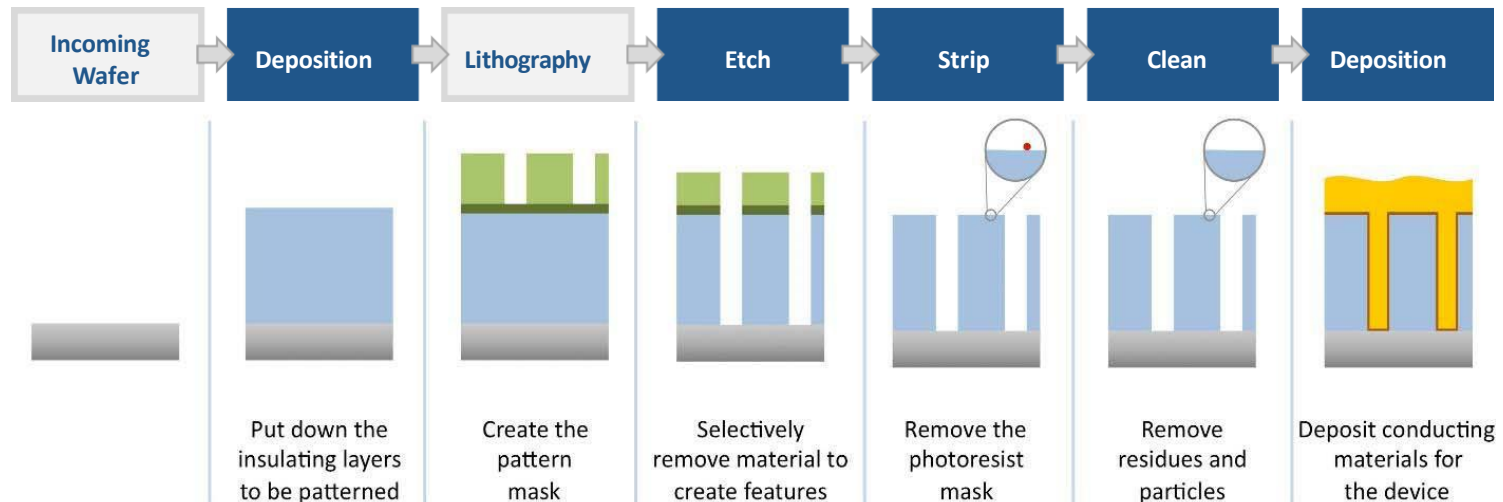 Incoming
Wafer
Deposition
Lithography
Etch
Strip
Clean
Deposition
Put down the
insulating layers
to be patterned
Create the
pattern
mask
Selectively
remove material to
create features
Remove the
photoresist
mask
Remove
residues and
particles
Deposit conducting
materials for
the device